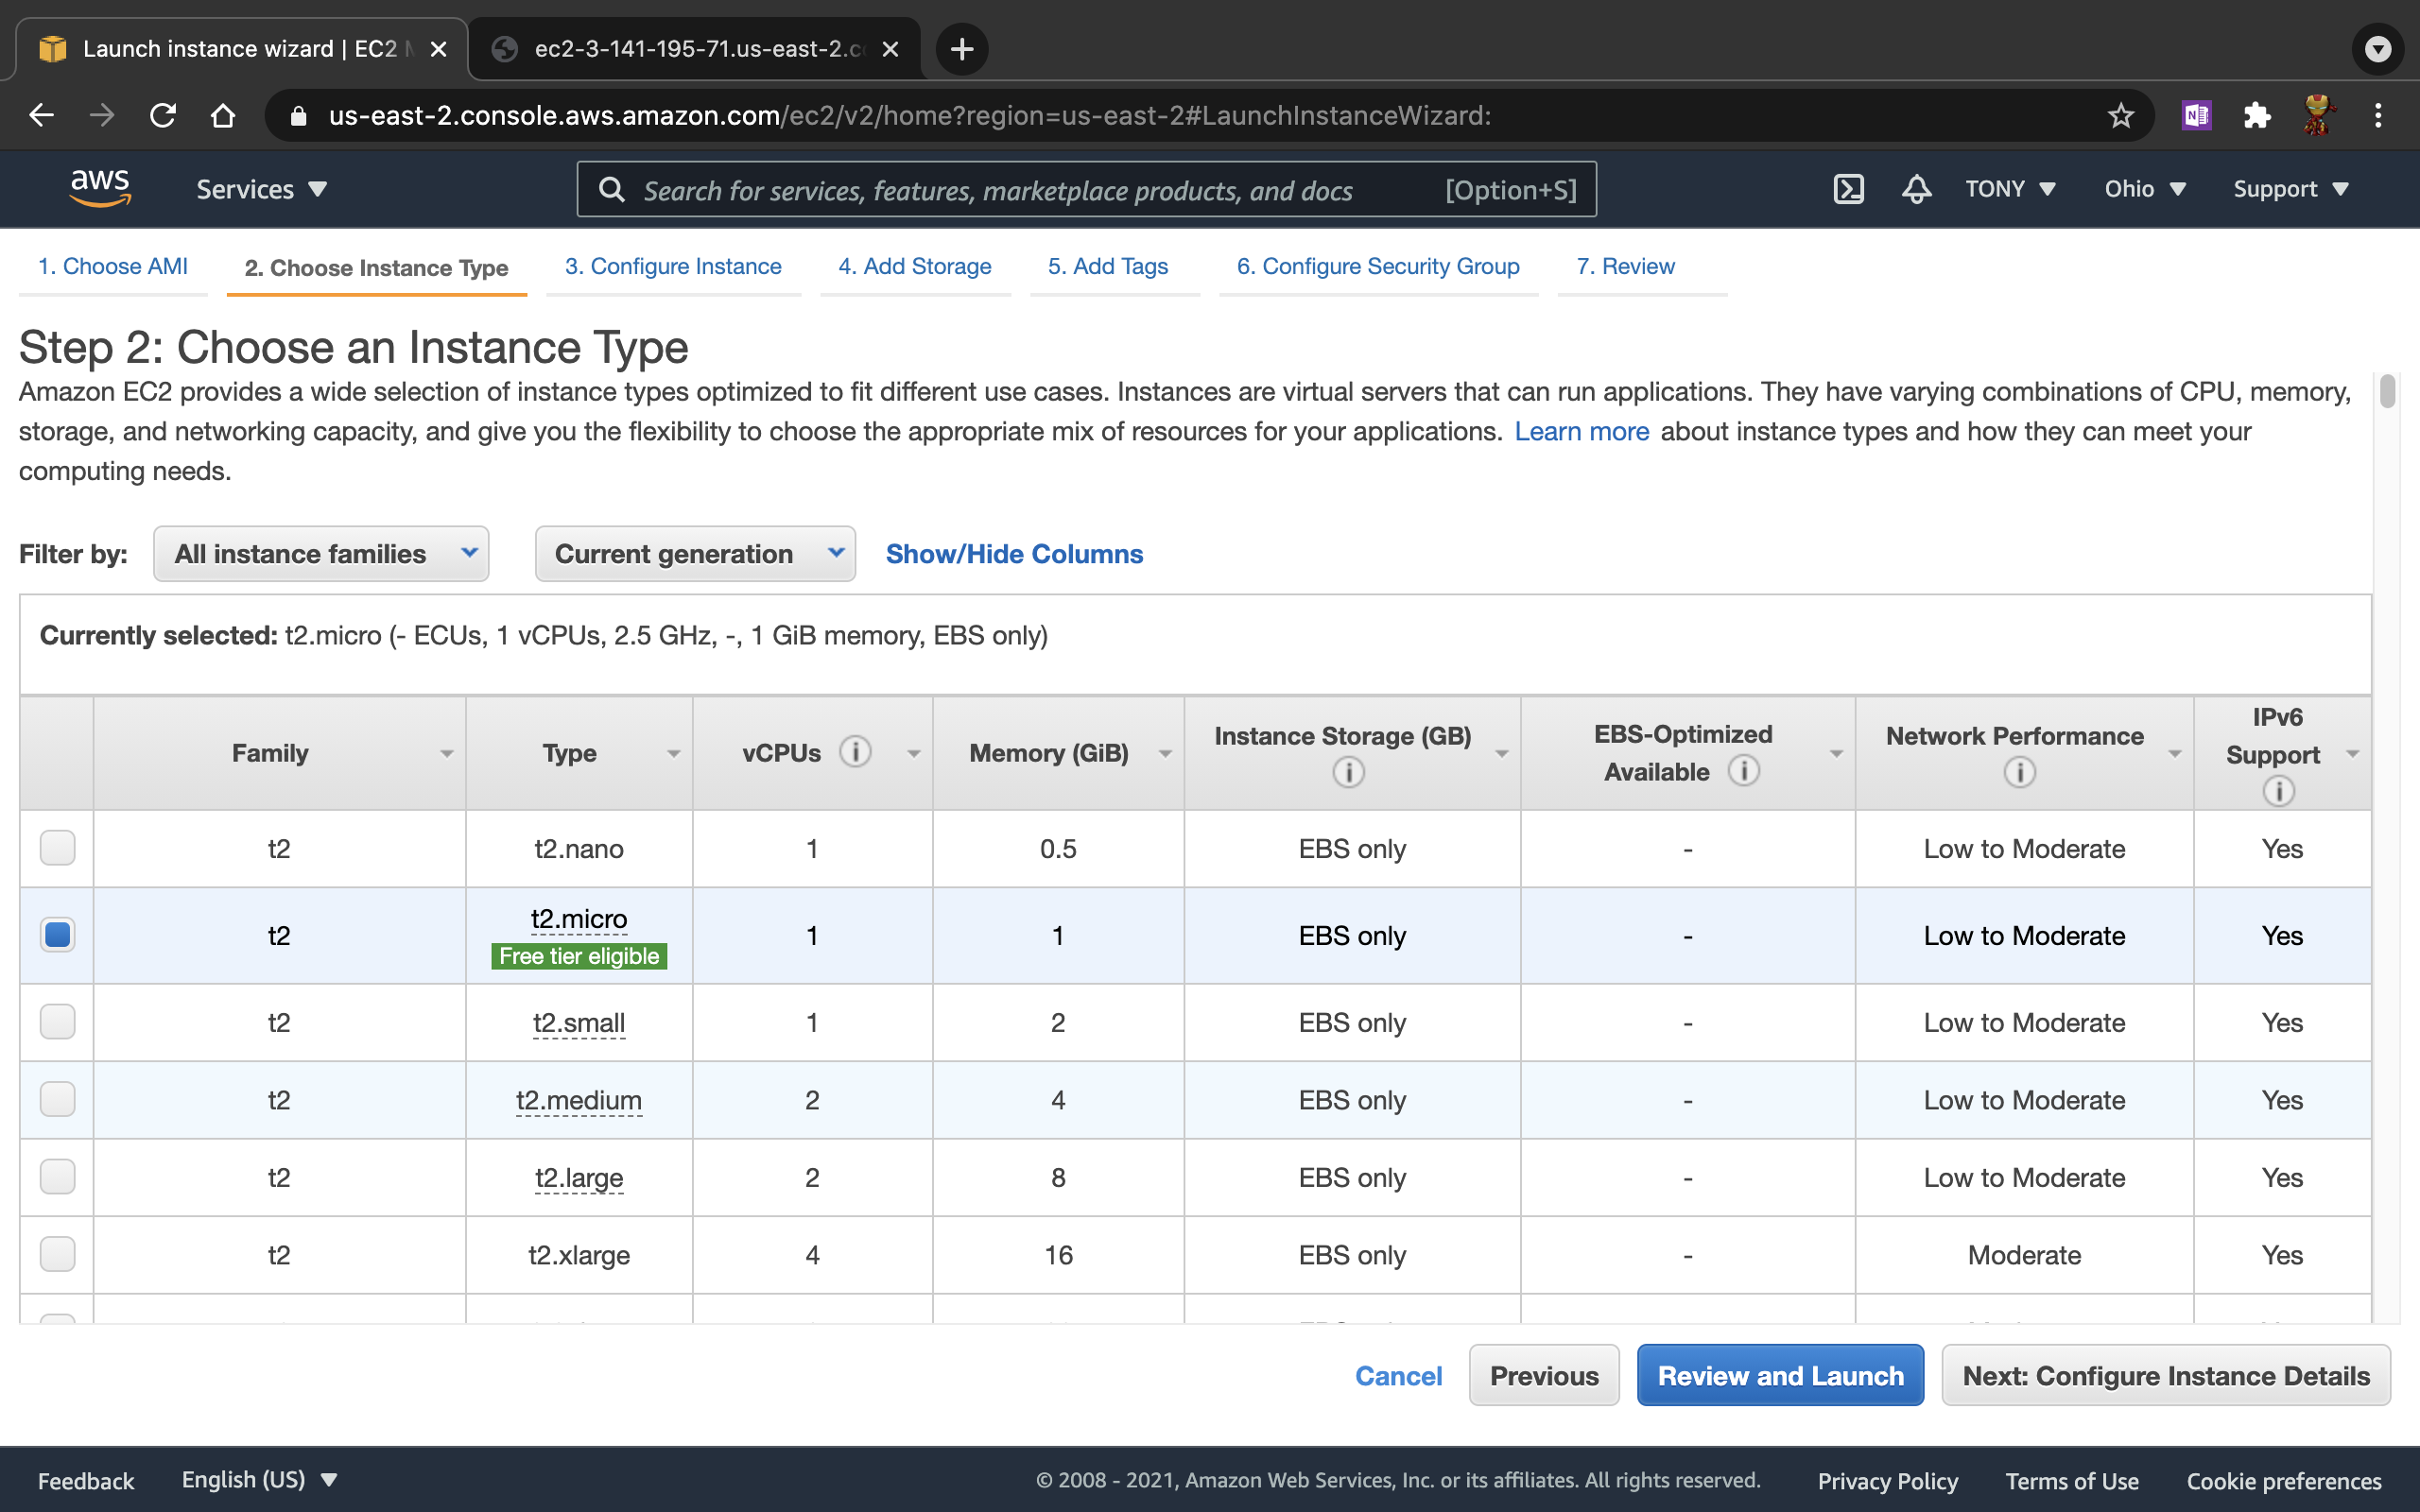 Launch instance wizard | EC2
ec2-3-141-195-71.us-east-2.c
us-east-2.console.aws.amazon.com/ec2/v2/home?region=us-east-2#LaunchInstanceWizard:
aws
Services
Search for services, features, marketplace products, and docs
[Option+S]
TONY
Ohio
Support
1. Choose AMI
2. Choose Instance Type
3. Configure Instance
4. Add Storage
5. Add Tags
6. Configure Security Group
7. Review
Step 2: Choose an Instance Type
Amazon EC2 provides a wide selection of instance types optimized to fit different use cases. Instances are virtual servers that can run applications. They have varying combinations of CPU, memory,
storage, and networking capacity, and give you the flexibility to choose the appropriate mix of resources for your applications. Learn more about instance types and how they can meet your
computing needs.
Filter by: All instance families Current generation Show/Hide Columns
Currently selected: t2.micro (- ECUs, 1 vCPUs, 2.5 GHz, -, 1 GiB memory, EBS only)
Family
Type
vCPUs
Memory (GiB)
Instance Storage (GB)
EBS-Optimized
Available
Network Performance
IPv6
Support
t2 t2.nano 1 0.5 EBS only - Low to Moderate Yes
t2 t2.micro 1 1 EBS only - Low to Moderate Yes
Free tier eligible
t2 t2.small 1 2 EBS only - Low to Moderate Yes
t2 t2.medium 2 4 EBS only - Low to Moderate Yes
t2 t2.large 2 8 EBS only - Low to Moderate Yes
t2 t2.xlarge 4 16 EBS only - Moderate Yes
Cancel
Previous
Review and Launch
Next: Configure Instance Details
Feedback
English (US)
© 2008 - 2021, Amazon Web Services, Inc. or its affiliates. All rights reserved.
Privacy Policy
Terms of Use
Cookie preferences